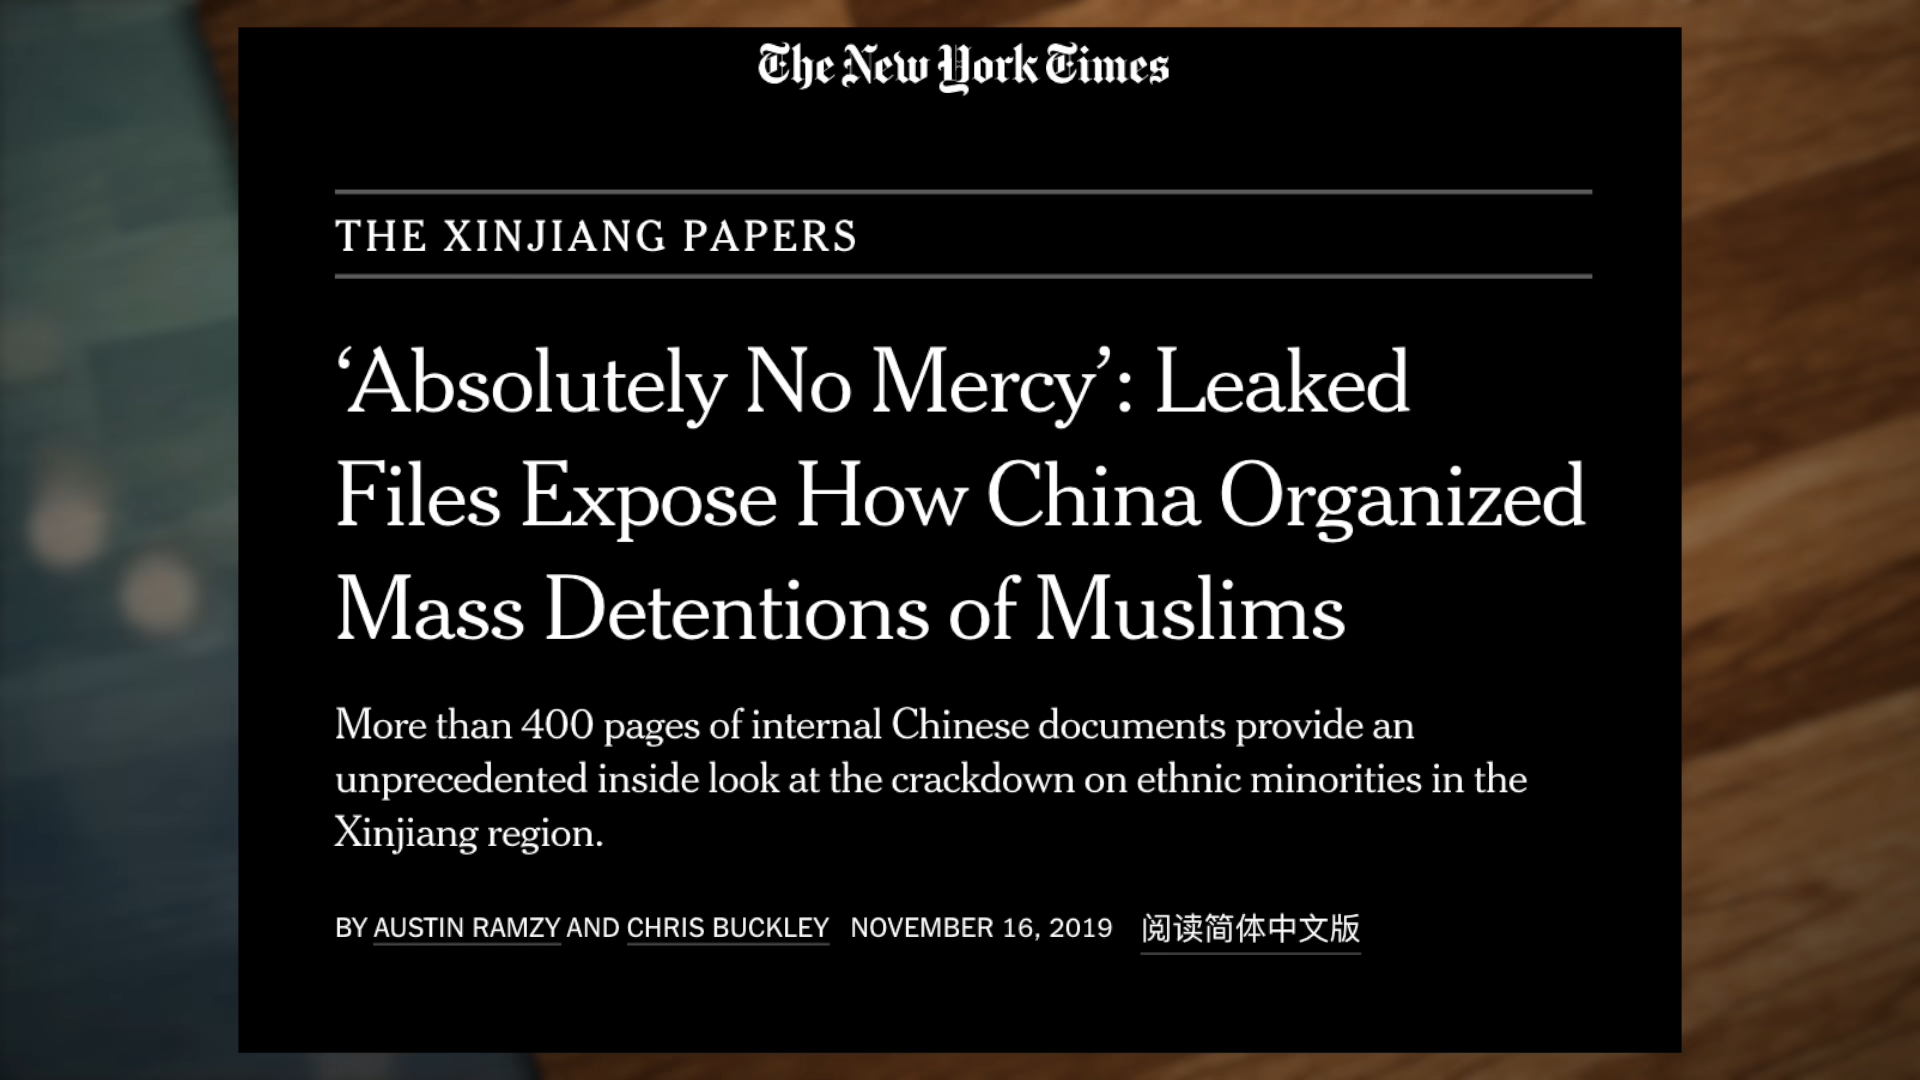 The New York Times
THE XINJIANG PAPERS
‘Absolutely No Mercy’: Leaked
Files Expose How China Organized
Mass Detentions of Muslims
More than 400 pages of internal Chinese documents provide an
unprecedented inside look at the crackdown on ethnic minorities in the
Xinjiang region.
BY AUSTIN RAMZY AND CHRIS BUCKLEY NOVEMBER 16, 2019 阅读简体中文版